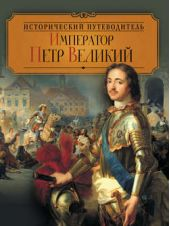 ИСТОРИЧЕСКИЙ ПУТЕВОДИТЕЛЬ
ИМПЕРАТОР
ПЕТР ВЕЛИКИЙ